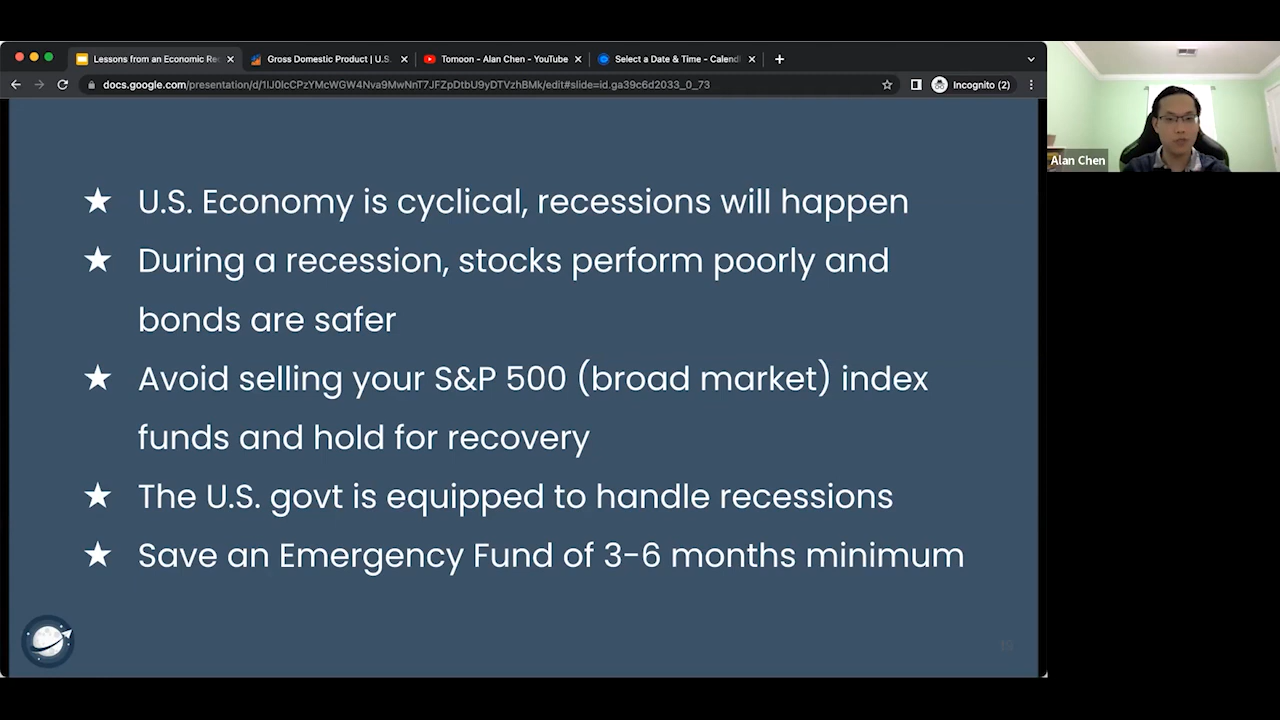 Lessons from an Economic Re
Gross Domestic Product | U.S.
Tomoon - Alan Chen - YouTube
Select a Date & Time - Calend
docs.google.com/presentation/d/1lJ0lcCPzYMcWGW4Nva9MwNnT7JFZpDtbU9yDTVzhBMk/edit#slide=id.ga39c6d2033_0_73
Incognito (2)
Alan Chen
★ U.S. Economy is cyclical, recessions will happen
★ During a recession, stocks perform poorly and
bonds are safer
★ Avoid selling your S&P 500 (broad market) index
funds and hold for recovery
★ The U.S. govt is equipped to handle recessions
★ Save an Emergency Fund of 3-6 months minimum